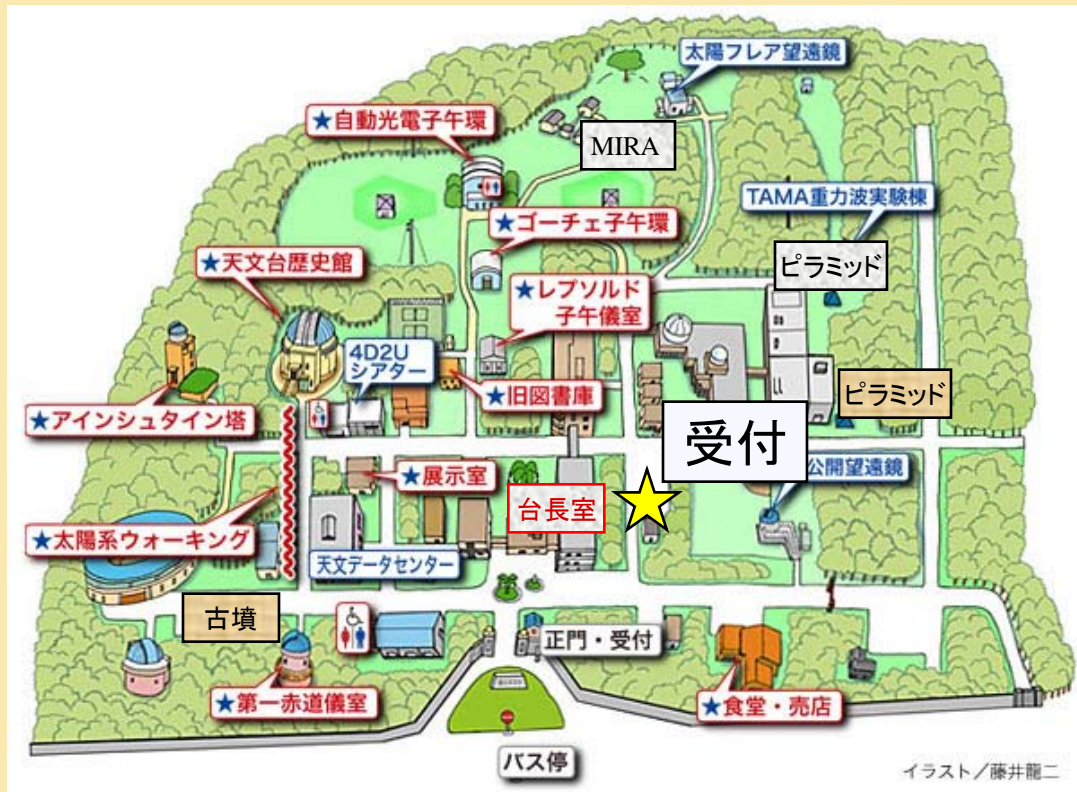 太陽フレア望遠鏡
★自動光電子午環
MIRA
TAMA重力波実験棟
★ゴーチェ子午環
★天文台歴史館
ピラミッド
★レプソルド
子午儀室
4D2U
シアター
★旧図書庫
ピラミッド
★アインシュタイン塔
受付
★展示室
公開望遠鏡
台長室
★太陽系ウォーキング
天文データセンター
古墳
正門・受付
★第一赤道儀室
★食堂・売店
バス停
イラスト／藤井龍二